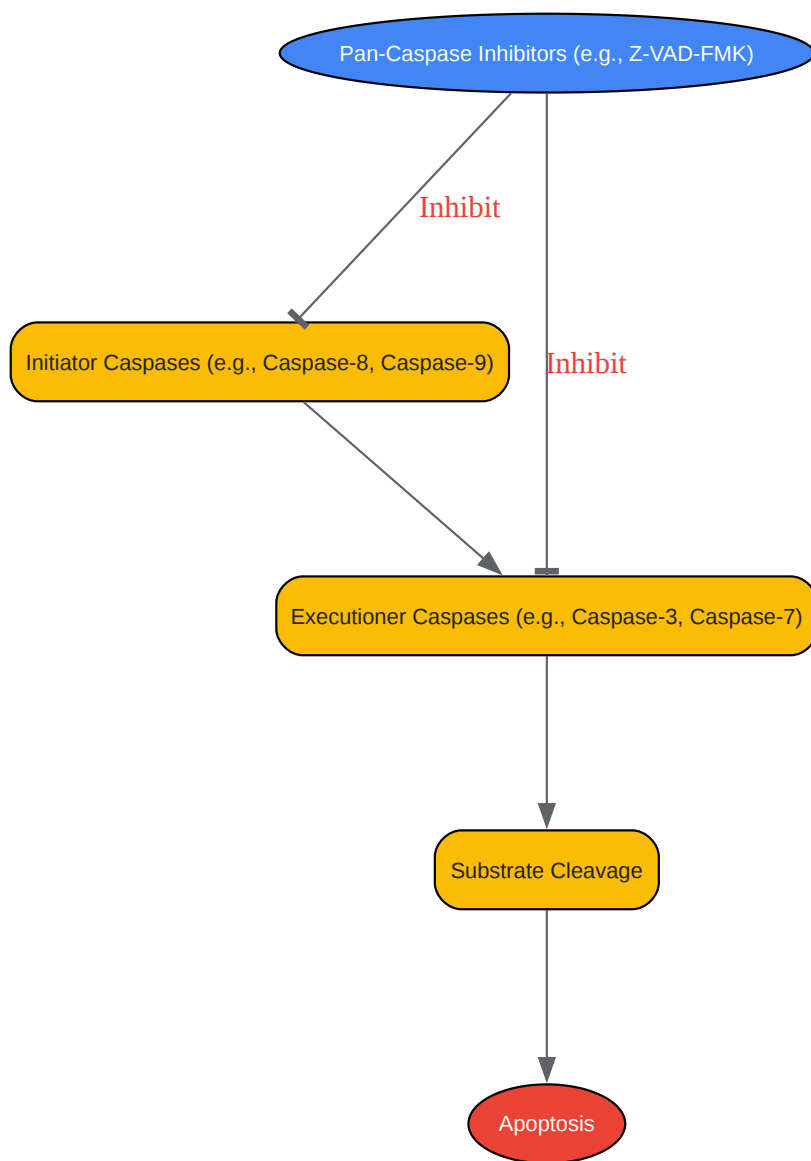 Pan-Caspase Inhibitors (e.g., Z-VAD-FMK)
Inhibit
Initiator Caspases (e.g., Caspase-8, Caspase-9)
Inhibit
Executioner Caspases (e.g., Caspase-3, Caspase-7)
Substrate Cleavage
Apoptosis